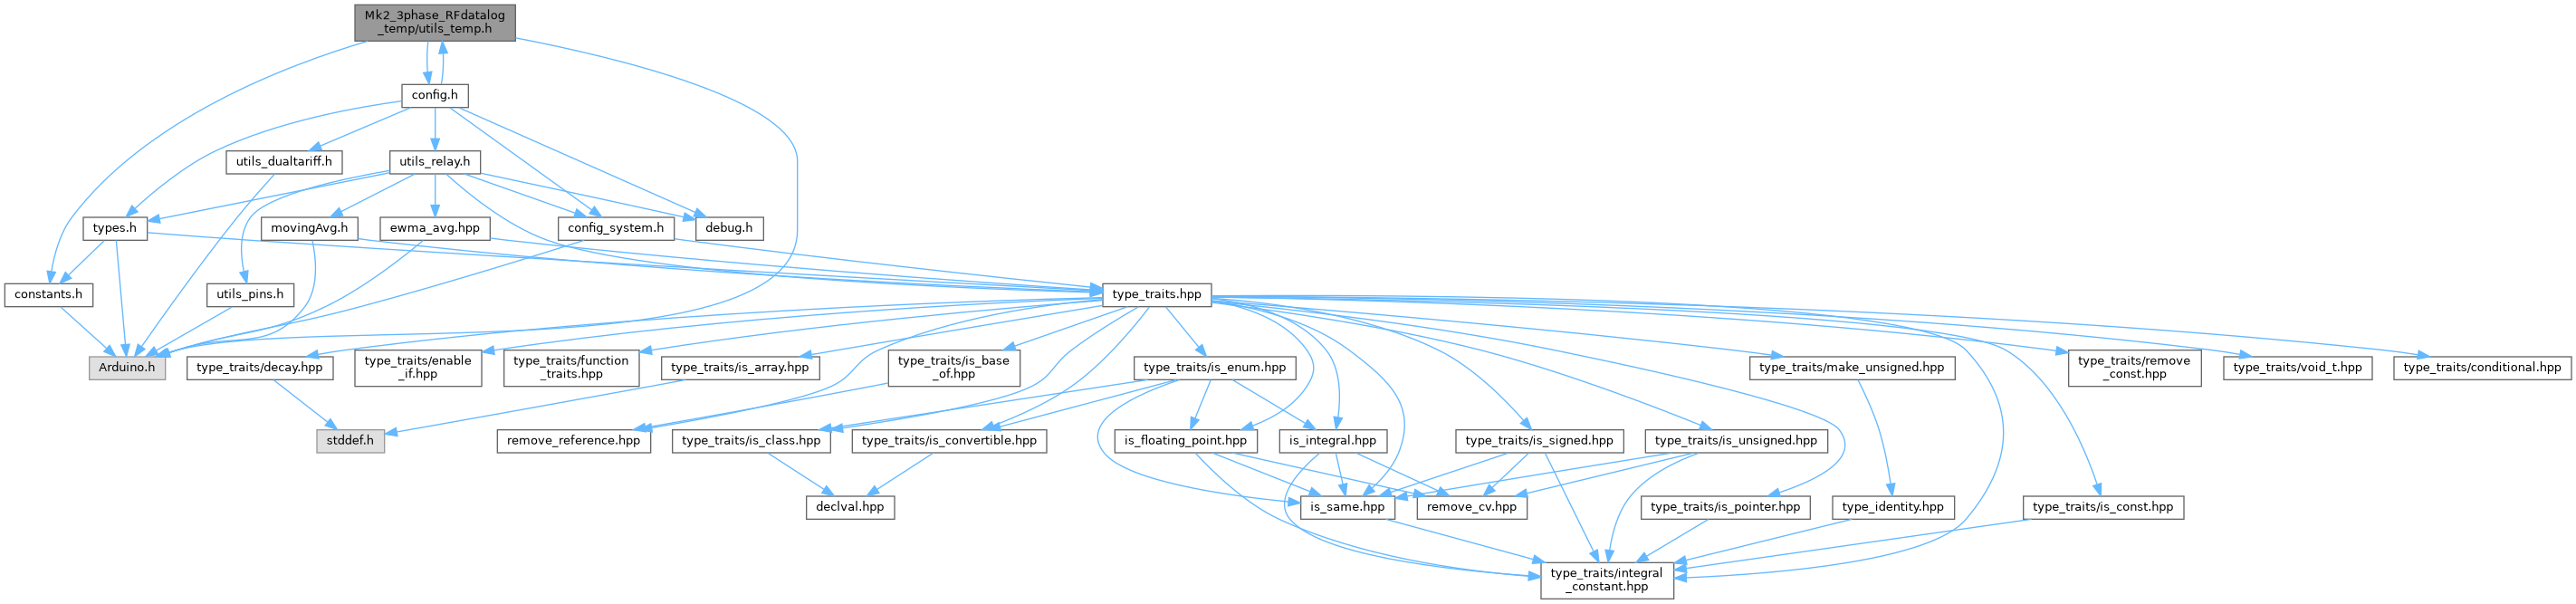 Mk2_3phase_RFdatalog
_temp/utils_temp.h
config.h
utils_dualtariff.h
utils_relay.h
types.h
movingAvg.h
ewma_avg.hpp
config_system.h
debug.h
constants.h
utils_pins.h
type_traits.hpp
Arduino.h
type_traits/decay.hpp
type_traits/enable
_if.hpp
type_traits/function
_traits.hpp
type_traits/is_array.hpp
type_traits/is_base
_of.hpp
type_traits/is_enum.hpp
type_traits/make_unsigned.hpp
type_traits/remove
_const.hpp
type_traits/void_t.hpp
type_traits/conditional.hpp
stddef.h
remove_reference.hpp
type_traits/is_class.hpp
type_traits/is_convertible.hpp
is_floating_point.hpp
is_integral.hpp
type_traits/is_signed.hpp
type_traits/is_unsigned.hpp
declval.hpp
is_same.hpp
remove_cv.hpp
type_traits/is_pointer.hpp
type_identity.hpp
type_traits/is_const.hpp
type_traits/integral
_constant.hpp